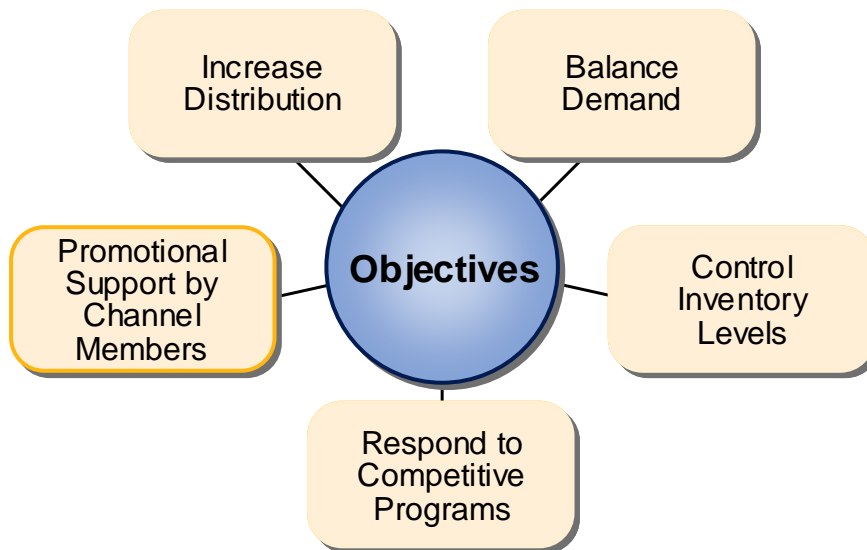 Increase
Distribution
Balance
Demand
Objectives
Promotional
Support by
Channel
Members
Control
Inventory
Levels
Respond to
Competitive
Programs